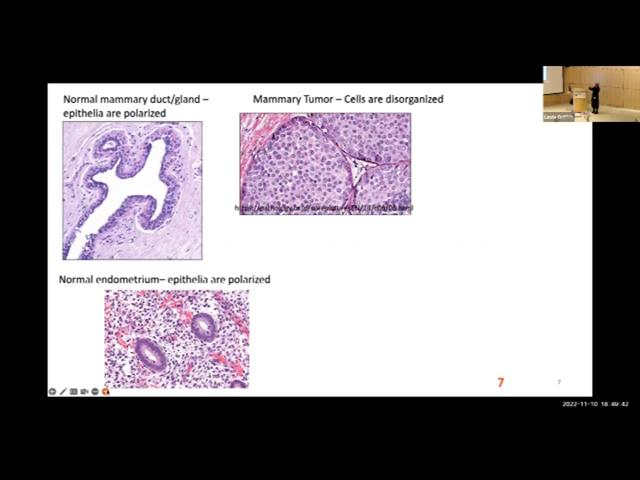 Normal mammary duct/gland –
epithelia are polarized
Mammary Tumor – Cells are disorganized
Normal endometrium– epithelia are polarized
7
7
2022-11-10 18:49:42